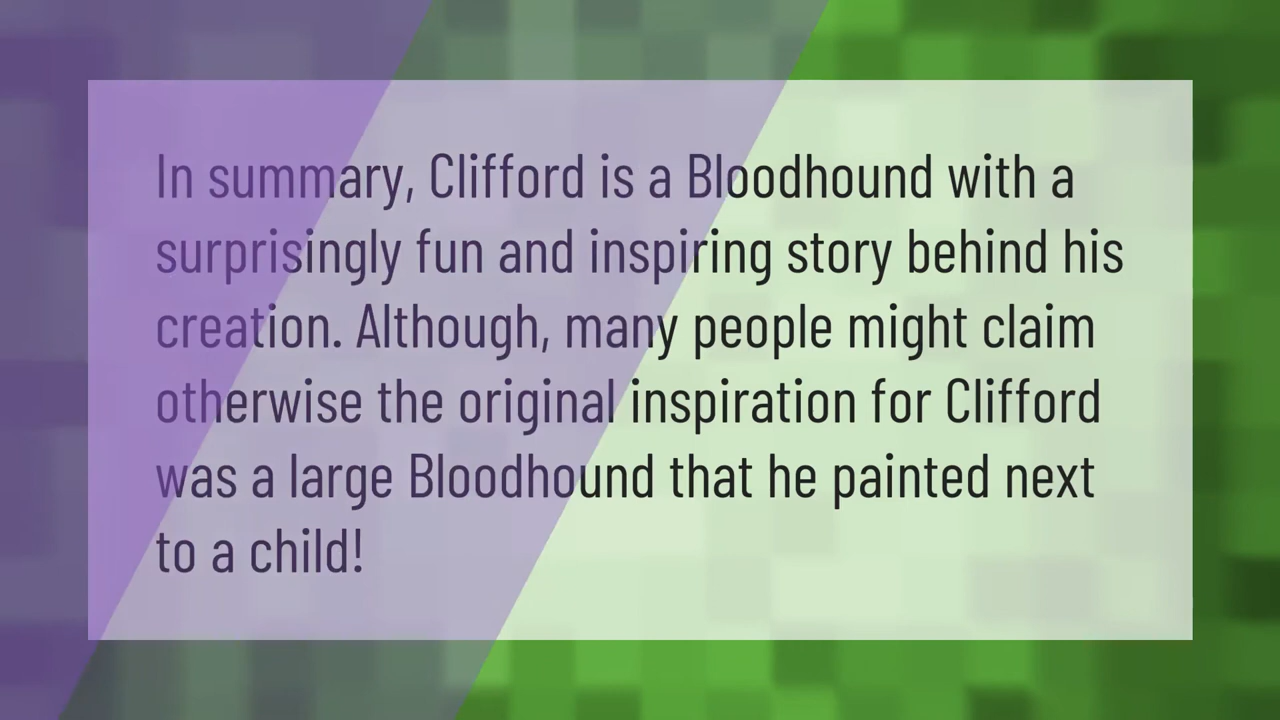 In summary, Clifford is a Bloodhound with a
surprisingly fun and inspiring story behind his
creation. Although, many people might claim
otherwise the original inspiration for Clifford
was a large Bloodhound that he painted next
to a child!